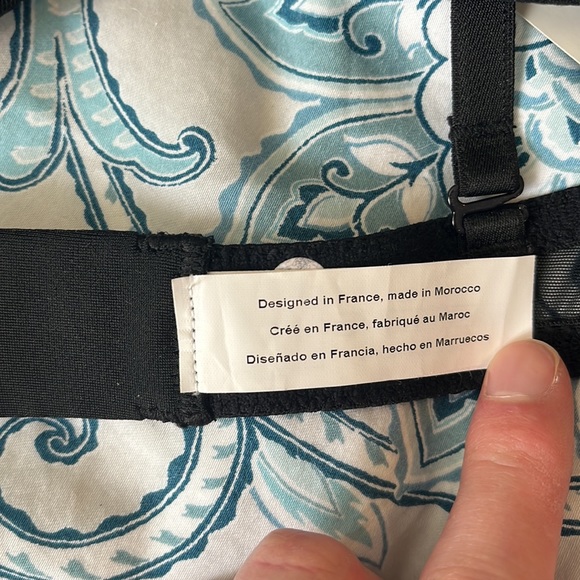 Designed in France, made in Morocco
Créé en France, fabriqué au Maroc
Diseñado en Francia, hecho en Marruecos